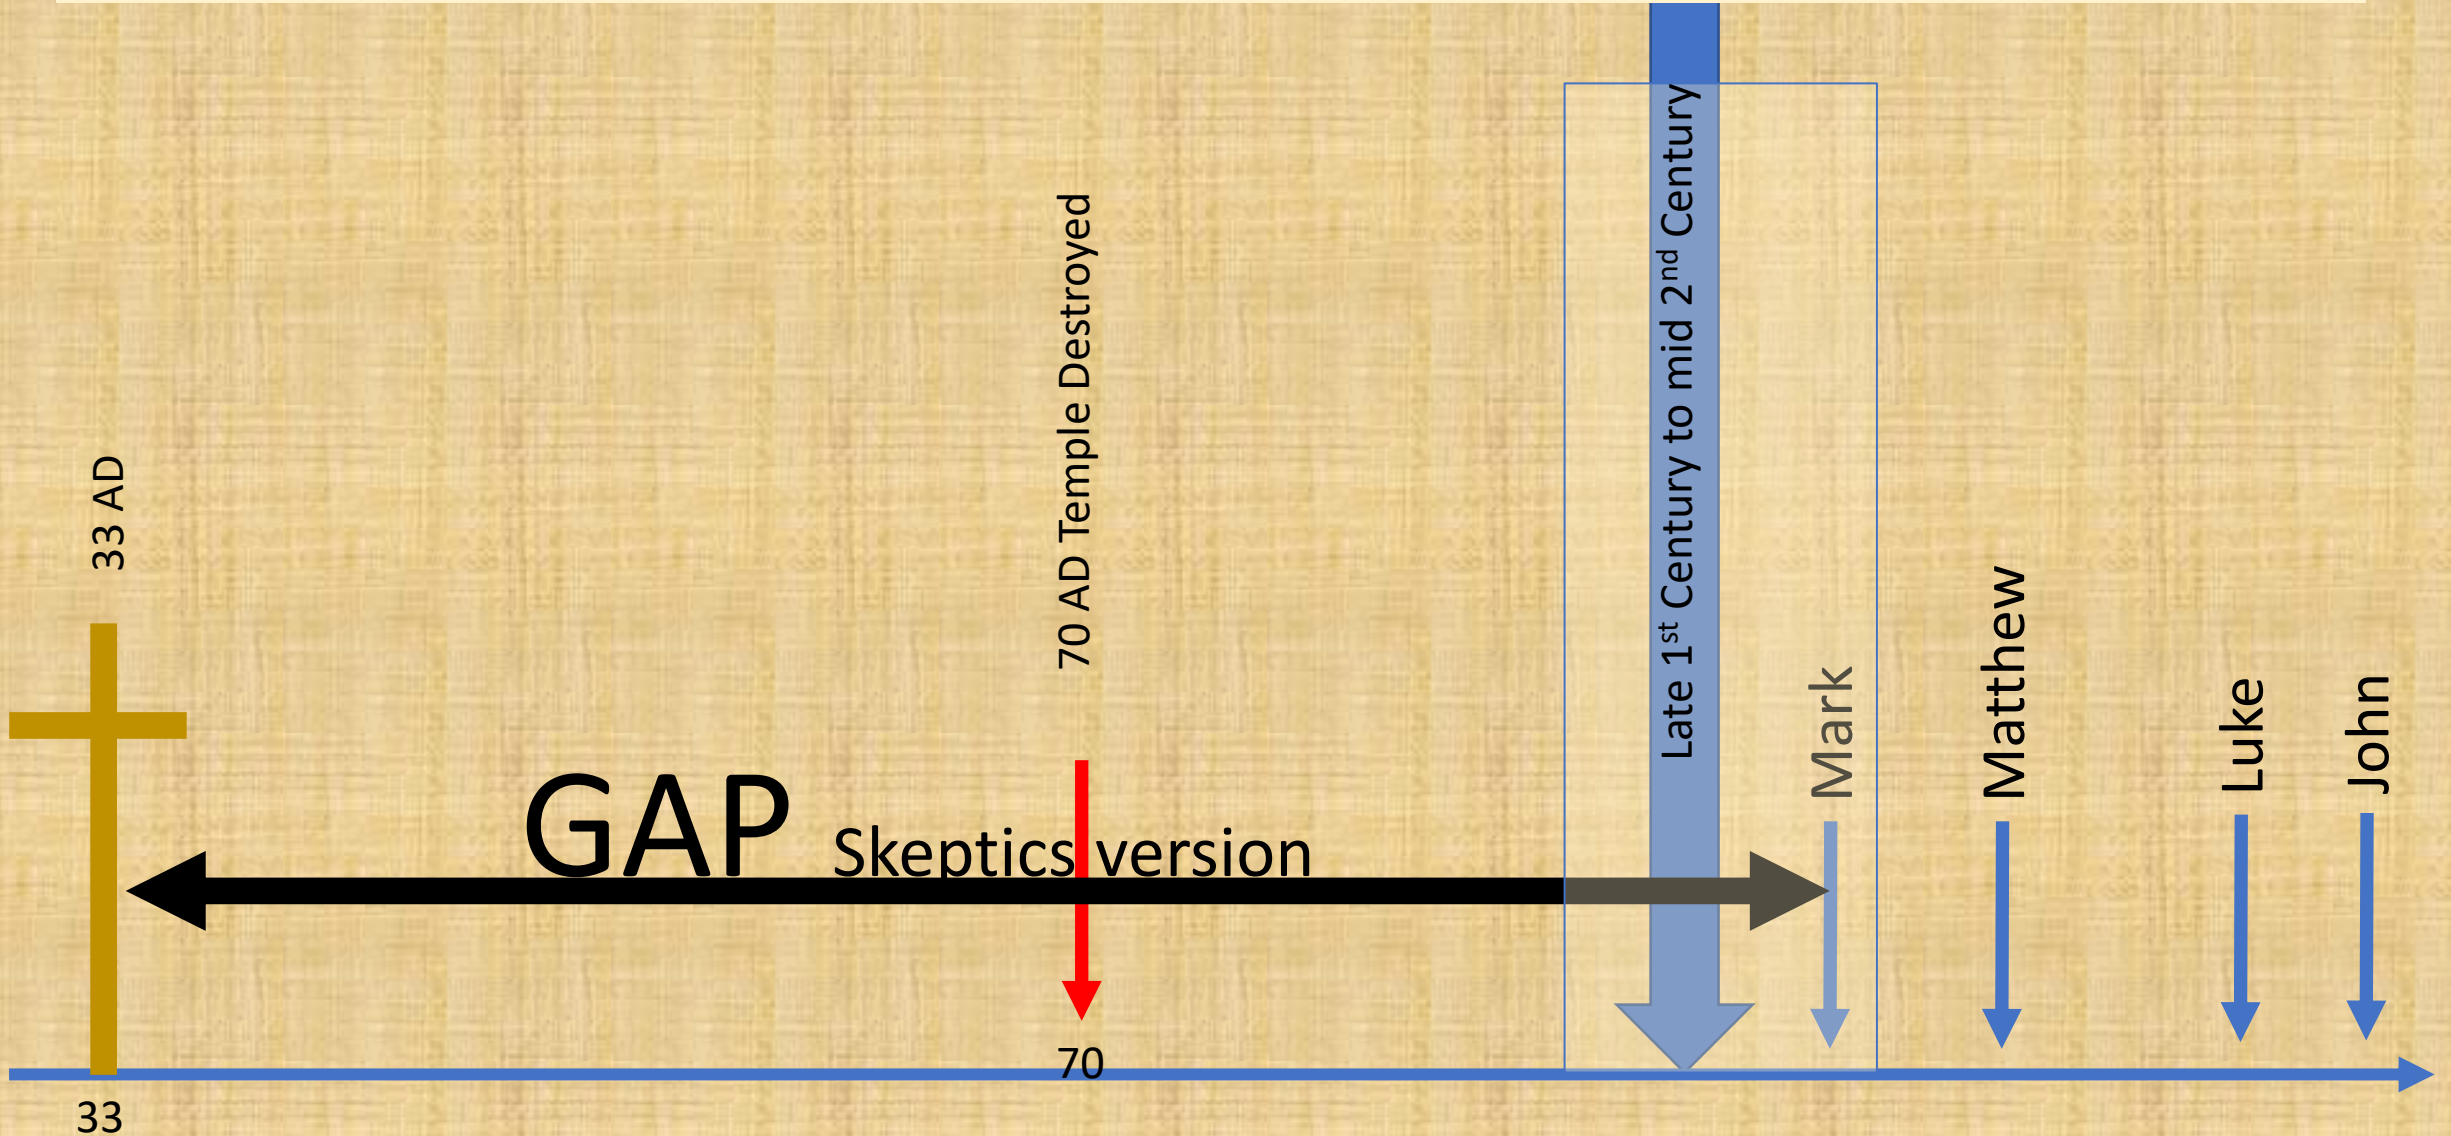 33 AD
70 AD Temple Destroyed
Late 1st Century to mid 2nd Century
Mark
Matthew
Luke
John
GAP Skeptics version
70
33